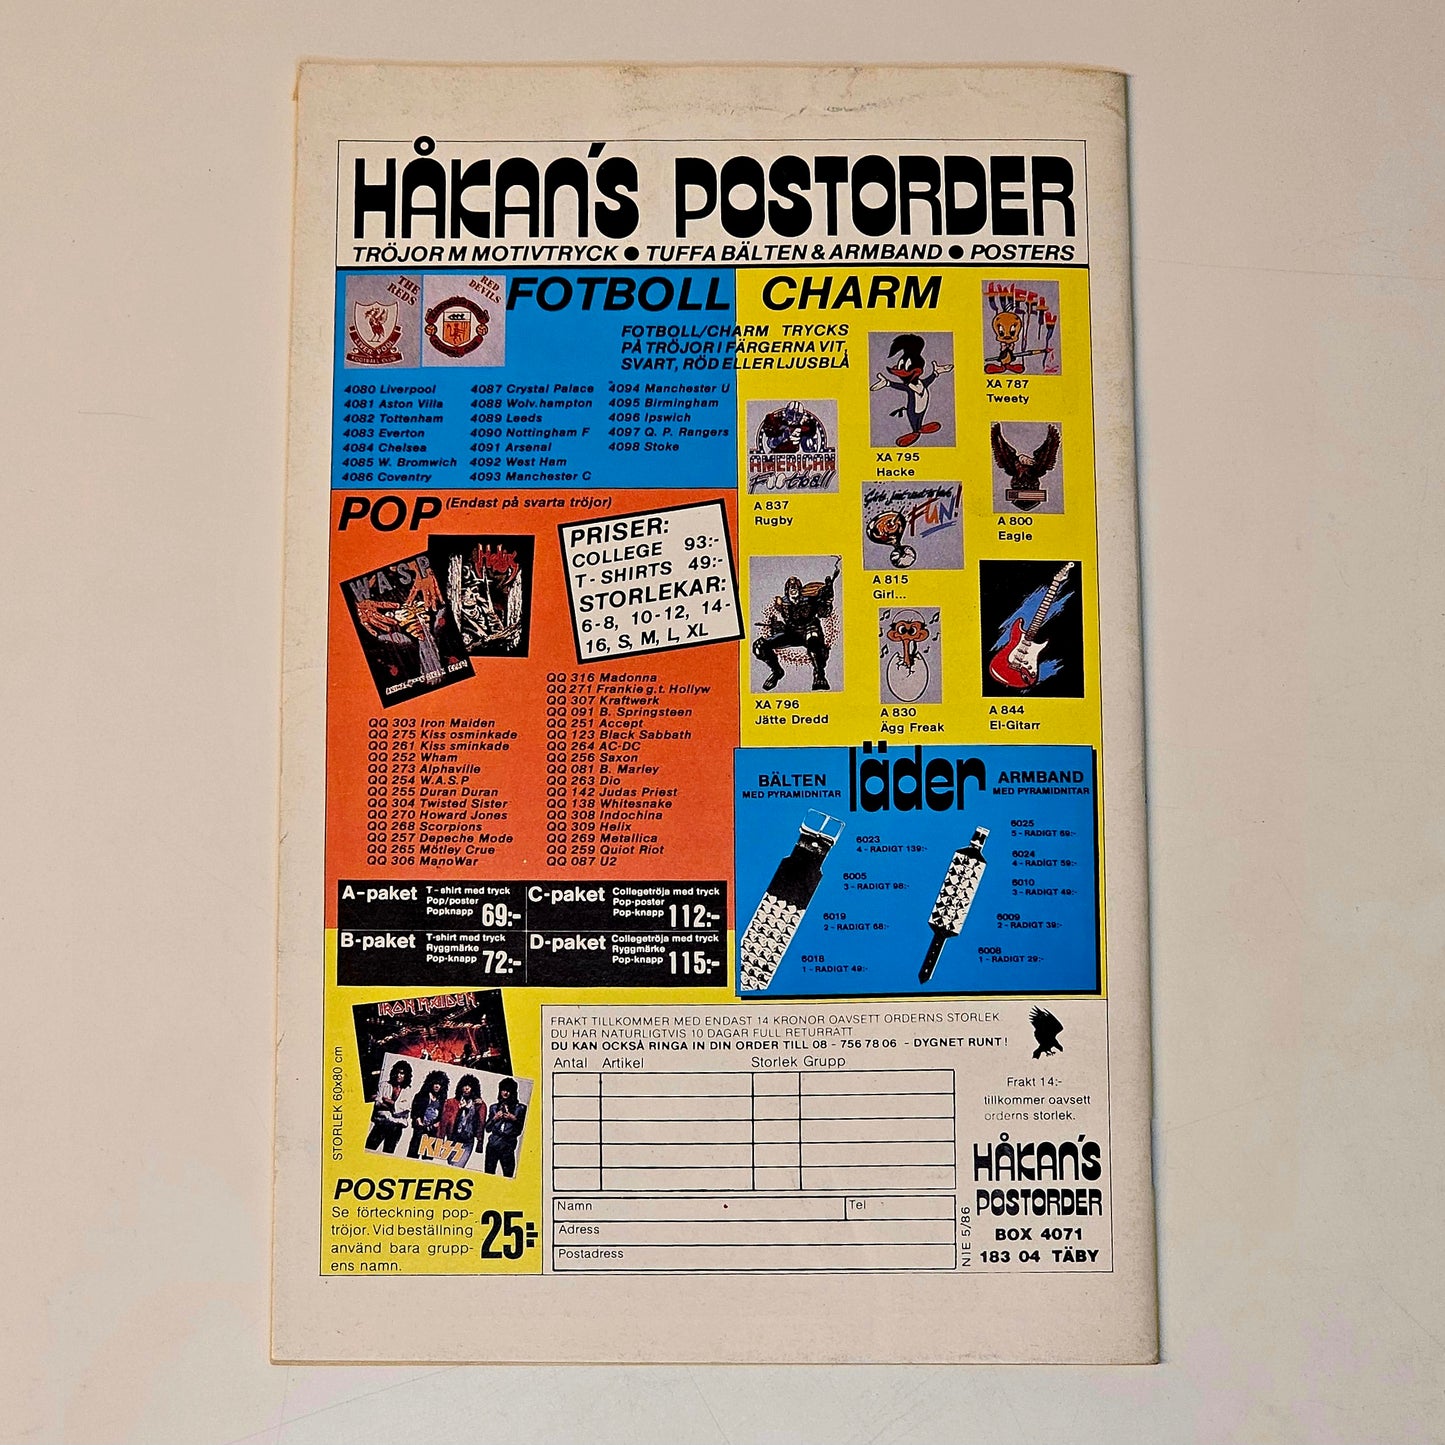 HÅKAN'S POSTORDER
TRÖJOR M MOTIVTRYCK ● TUFFA BÄLTEN & ARMBAND ● POSTERS
THE REDS
LIVERPOOL
FOOTBALL CLUB
RED DEVILS
FOTBOLL CHARM
FOTBOLL/CHARM TRYCKS
PÅ TRÖJOR I FÄRGERNA VIT,
SVART, RÖD ELLER LJUSBLÅ
4080 Liverpool
4081 Aston Villa
4082 Tottenham
4083 Everton
4084 Chelsea
4085 W. Bromwich
4086 Coventry
4087 Crystal Palace
4088 Wolv.hampton
4089 Leeds
4090 Nottingham F
4091 Arsenal
4092 West Ham
4093 Manchester C
4094 Manchester U
4095 Birmingham
4096 Ipswich
4097 Q. P. Rangers
4098 Stoke
TWEETY
XA 787
Tweety
XA 795
Hacke
AMERICAN
Football
A 837
Rugby
A 800
Eagle
Girls just want to have
FUN!
A 815
Girl...
XA 796
Jätte Dredd
A 830
Ägg Freak
A 844
El-Gitarr
POP (Endast på svarta tröjor)
W.A.S.P
Helix
PRISER:
COLLEGE 93:-
T-SHIRTS 49:-
STORLEKAR:
6-8, 10-12, 14-
16, S, M, L, XL
QQ 303 Iron Maiden
QQ 275 Kiss osminkade
QQ 261 Kiss sminkade
QQ 252 Wham
QQ 273 Alphaville
QQ 254 W.A.S.P
QQ 255 Duran Duran
QQ 304 Twisted Sister
QQ 270 Howard Jones
QQ 268 Scorpions
QQ 257 Depeche Mode
QQ 265 Mötley Crue
QQ 306 ManoWar
QQ 316 Madonna
QQ 271 Frankie g.t. Hollyw
QQ 307 Kraftwerk
QQ 091 B. Springsteen
QQ 251 Accept
QQ 123 Black Sabbath
QQ 264 AC-DC
QQ 256 Saxon
QQ 081 B. Marley
QQ 263 Dio
QQ 142 Judas Priest
QQ 138 Whitesnake
QQ 308 Indochina
QQ 309 Helix
QQ 269 Metallica
QQ 259 Quiot Riot
QQ 087 U2
läder
BÄLTEN
MED PYRAMIDNITAR
ARMBAND
MED PYRAMIDNITAR
6023
4 - RADIGT 139:-
6005
3 - RADIGT 98:-
6019
2 - RADIGT 68:-
6018
1 - RADIGT 49:-
6025
5 - RADIGT 69:-
6024
4 - RADIGT 59:-
6010
3 - RADIGT 49:-
6009
2 - RADIGT 39:-
6008
1 - RADIGT 29:-
A-paket T-shirt med tryck
Pop/poster
Popknapp 69:-
C-paket Collegetröja med tryck
Pop-poster
Pop-knapp 112:-
B-paket T-shirt med tryck
Ryggmärke
Pop-knapp 72:-
D-paket Collegetröja med tryck
Ryggmärke
Pop-knapp 115:-
IRON MAIDEN
KISS
STORLEK 60x80 cm
POSTERS
Se förteckning pop-
tröjor. Vid beställning
använd bara grupp-
ens namn.
25:-
FRAKT TILLKOMMER MED ENDAST 14 KRONOR OAVSETT ORDERNS STORLEK.
DU HAR NATURLIGTVIS 10 DAGAR FULL RETURRÄTT.
DU KAN OCKSÅ RINGA IN DIN ORDER TILL 08 - 756 78 06 - DYGNET RUNT!
Antal Artikel Storlek Grupp
Namn Tel
Adress
Postadress
NIE 5/86
Frakt 14:-
tillkommer oavsett
orderns storlek.
HÅKAN'S
POSTORDER
BOX 4071
183 04 TÄBY